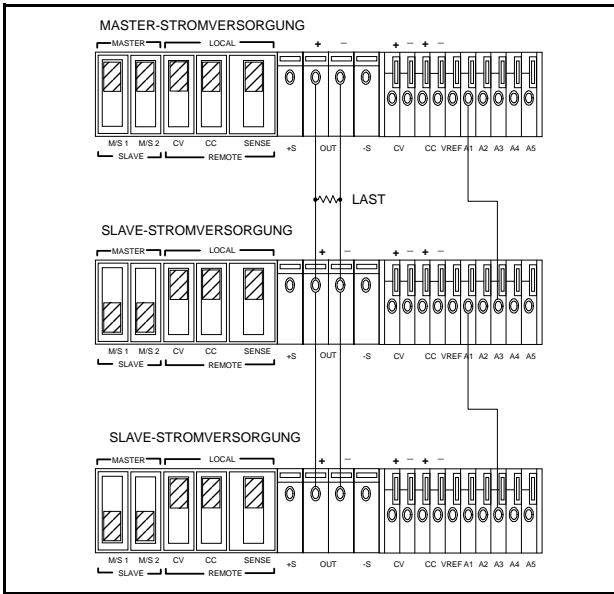 MASTER-STROMVERSORGUNG
MASTER LOCAL + – + – + –
M/S 1 M/S 2 CV CC SENSE +S OUT -S CV CC VREF A1 A2 A3 A4 A5
SLAVE REMOTE
LAST
SLAVE-STROMVERSORGUNG
MASTER LOCAL + – + – + –
M/S 1 M/S 2 CV CC SENSE +S OUT -S CV CC VREF A1 A2 A3 A4 A5
SLAVE REMOTE
SLAVE-STROMVERSORGUNG
MASTER LOCAL + – + – + –
M/S 1 M/S 2 CV CC SENSE +S OUT -S CV CC VREF A1 A2 A3 A4 A5
SLAVE REMOTE